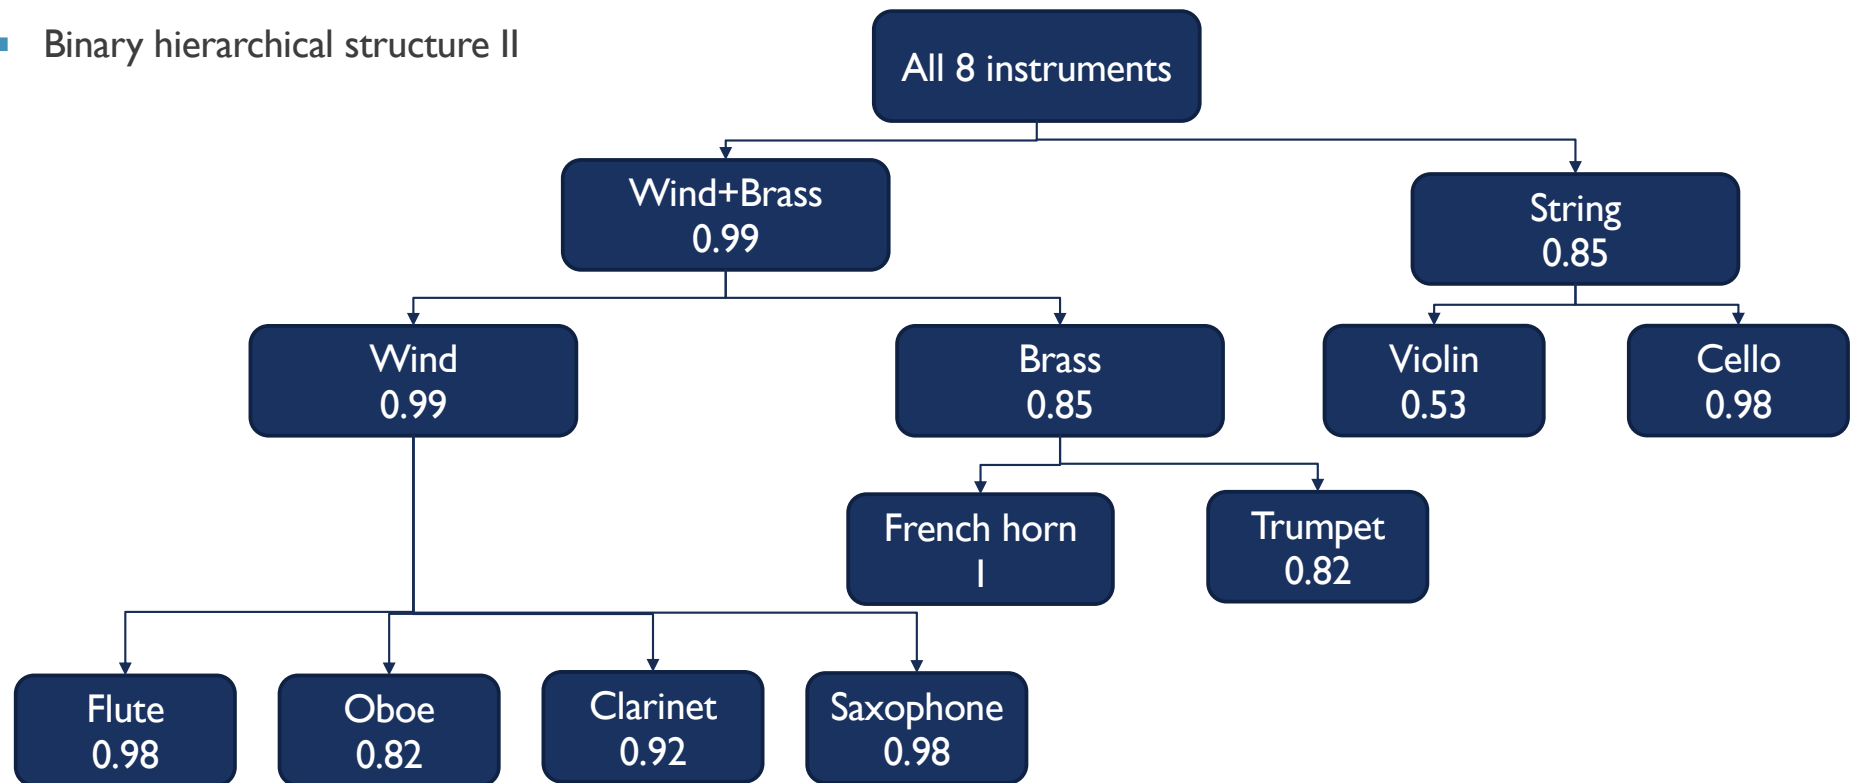 Binary hierarchical structure II
All 8 instruments
Wind+Brass
0.99
String
0.85
Wind
0.99
Brass
0.85
Violin
0.53
Cello
0.98
French horn
1
Trumpet
0.82
Flute
0.98
Oboe
0.82
Clarinet
0.92
Saxophone
0.98